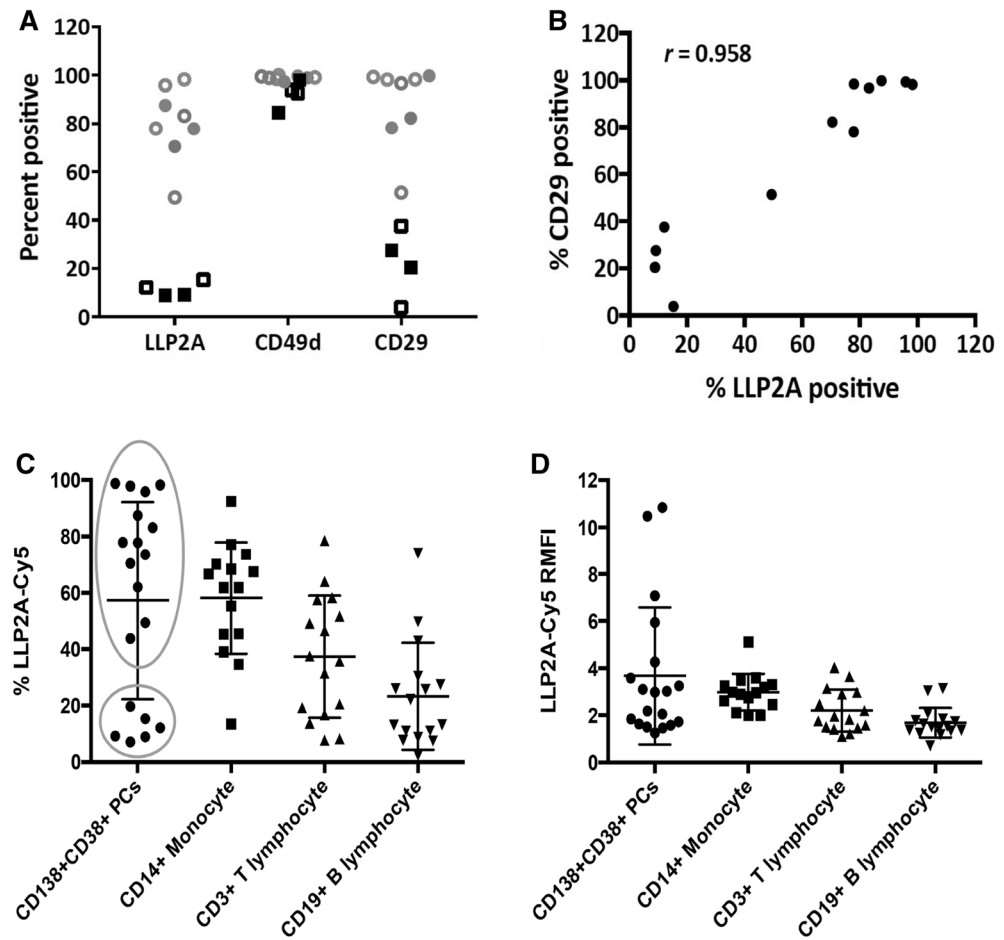 A
Percent positive
120
100
80
60
40
20
0
LLP2A CD49d CD29
B
% CD29 positive
120
100
80
60
40
20
0
r = 0.958
0 20 40 60 80 100 120
% LLP2A positive
C
% LLP2A-Cy5
100
80
60
40
20
0
CD138+CD38+ PCs
CD14+ Monocyte
CD3+ T lymphocyte
CD19+ B lymphocyte
D
LLP2A-Cy5 RMFI
12
10
8
6
4
2
0
CD138+CD38+ PCs
CD14+ Monocyte
CD3+ T lymphocyte
CD19+ B lymphocyte